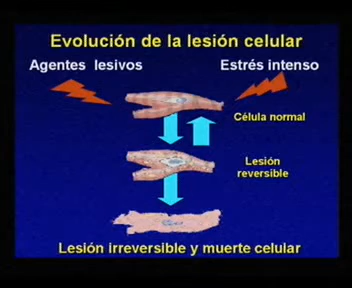 Evolución de la lesión celular
Agentes lesivos
Estrés intenso
Célula normal
Lesión
reversible
Lesión irreversible y muerte celular